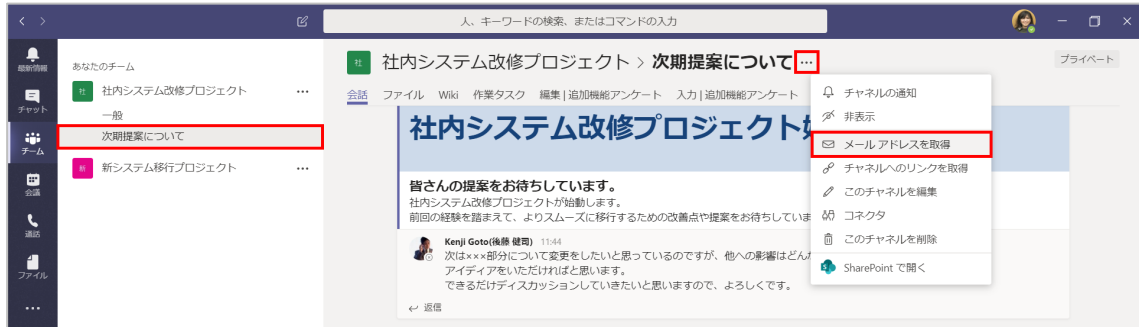 人、キーワードの検索、またはコマンドの入力
最新情報
チャット
チーム
会議
通話
ファイル
あなたのチーム
社 社内システム改修プロジェクト ...
一般
次期提案について
新 新システム移行プロジェクト ...
社 社内システム改修プロジェクト > 次期提案について ...
プライベート
会話 ファイル Wiki 作業タスク 編集 | 追加機能アンケート 入力 | 追加機能アンケート
社内システム改修プロジェクト
皆さんの提案をお待ちしています。
社内システム改修プロジェクトが始動します。
前回の経験を踏まえて、よりスムーズに移行するための改善点や提案をお待ちしていま
Kenji Goto(後藤 健司) 11:44
次は×××部分について変更をしたいと思っているのですが、他への影響はどんな
アイディアをいただければと思います。
できるだけディスカッションしていきたいと思いますので、よろしくです。
返信
チャネルの通知
非表示
メール アドレスを取得
チャネルへのリンクを取得
このチャネルを編集
コネクタ
このチャネルを削除
SharePoint で開く